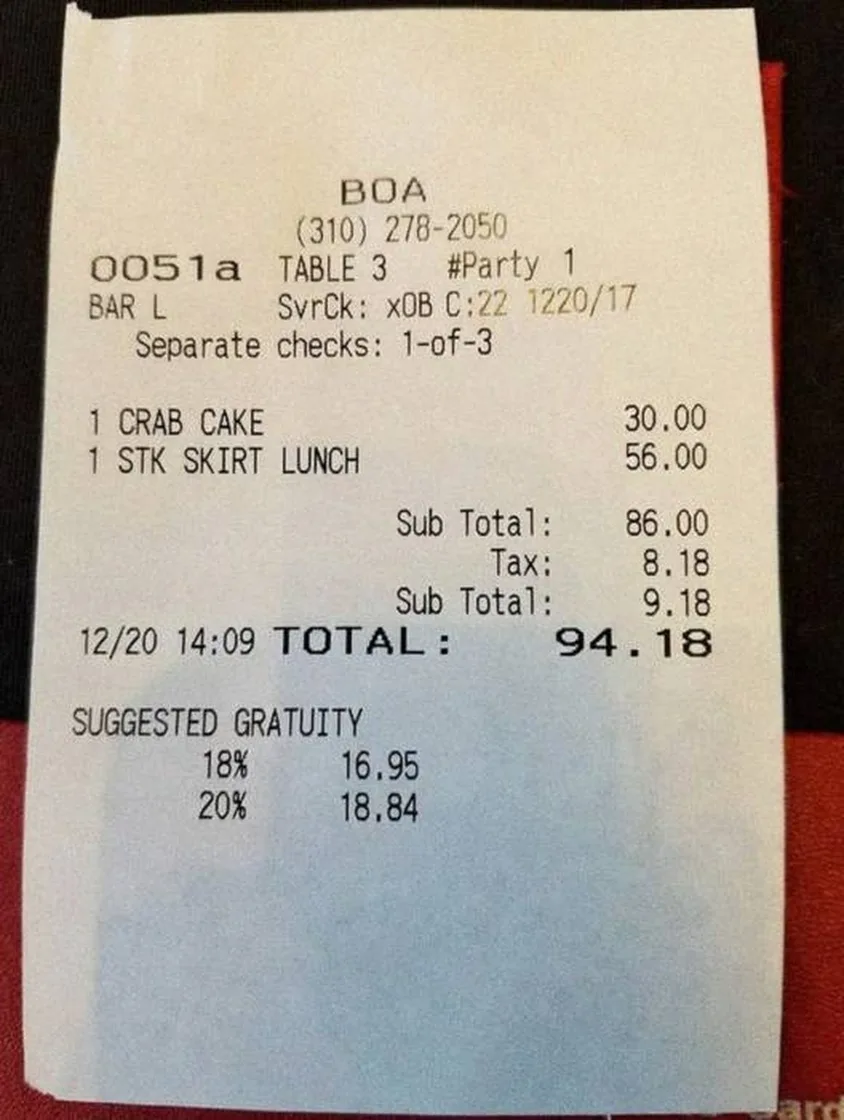 BOA
(310) 278-2050
0051a TABLE 3 #Party 1
BAR L SvrCk: xOB C:22 1220/17
Separate checks: 1-of-3
1 CRAB CAKE 30.00
1 STK SKIRT LUNCH 56.00
Sub Total: 86.00
Tax: 8.18
Sub Total: 9.18
12/20 14:09 TOTAL: 94.18
SUGGESTED GRATUITY
18% 16.95
20% 18.84